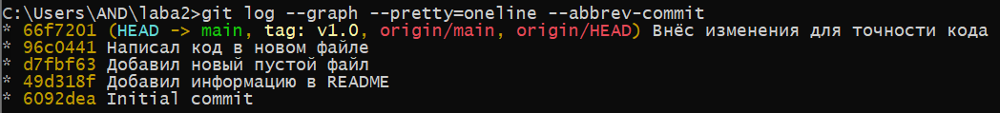 C:\Users\AND\laba2>git log --graph --pretty=oneline --abbrev-commit
* 66f7201 (HEAD -> main, tag: v1.0, origin/main, origin/HEAD) Внёс изменения для точности кода
* 96c0441 Написал код в новом файле
* d7fbf63 Добавил новый пустой файл
* 49d318f Добавил информацию в README
* 6092dea Initial commit